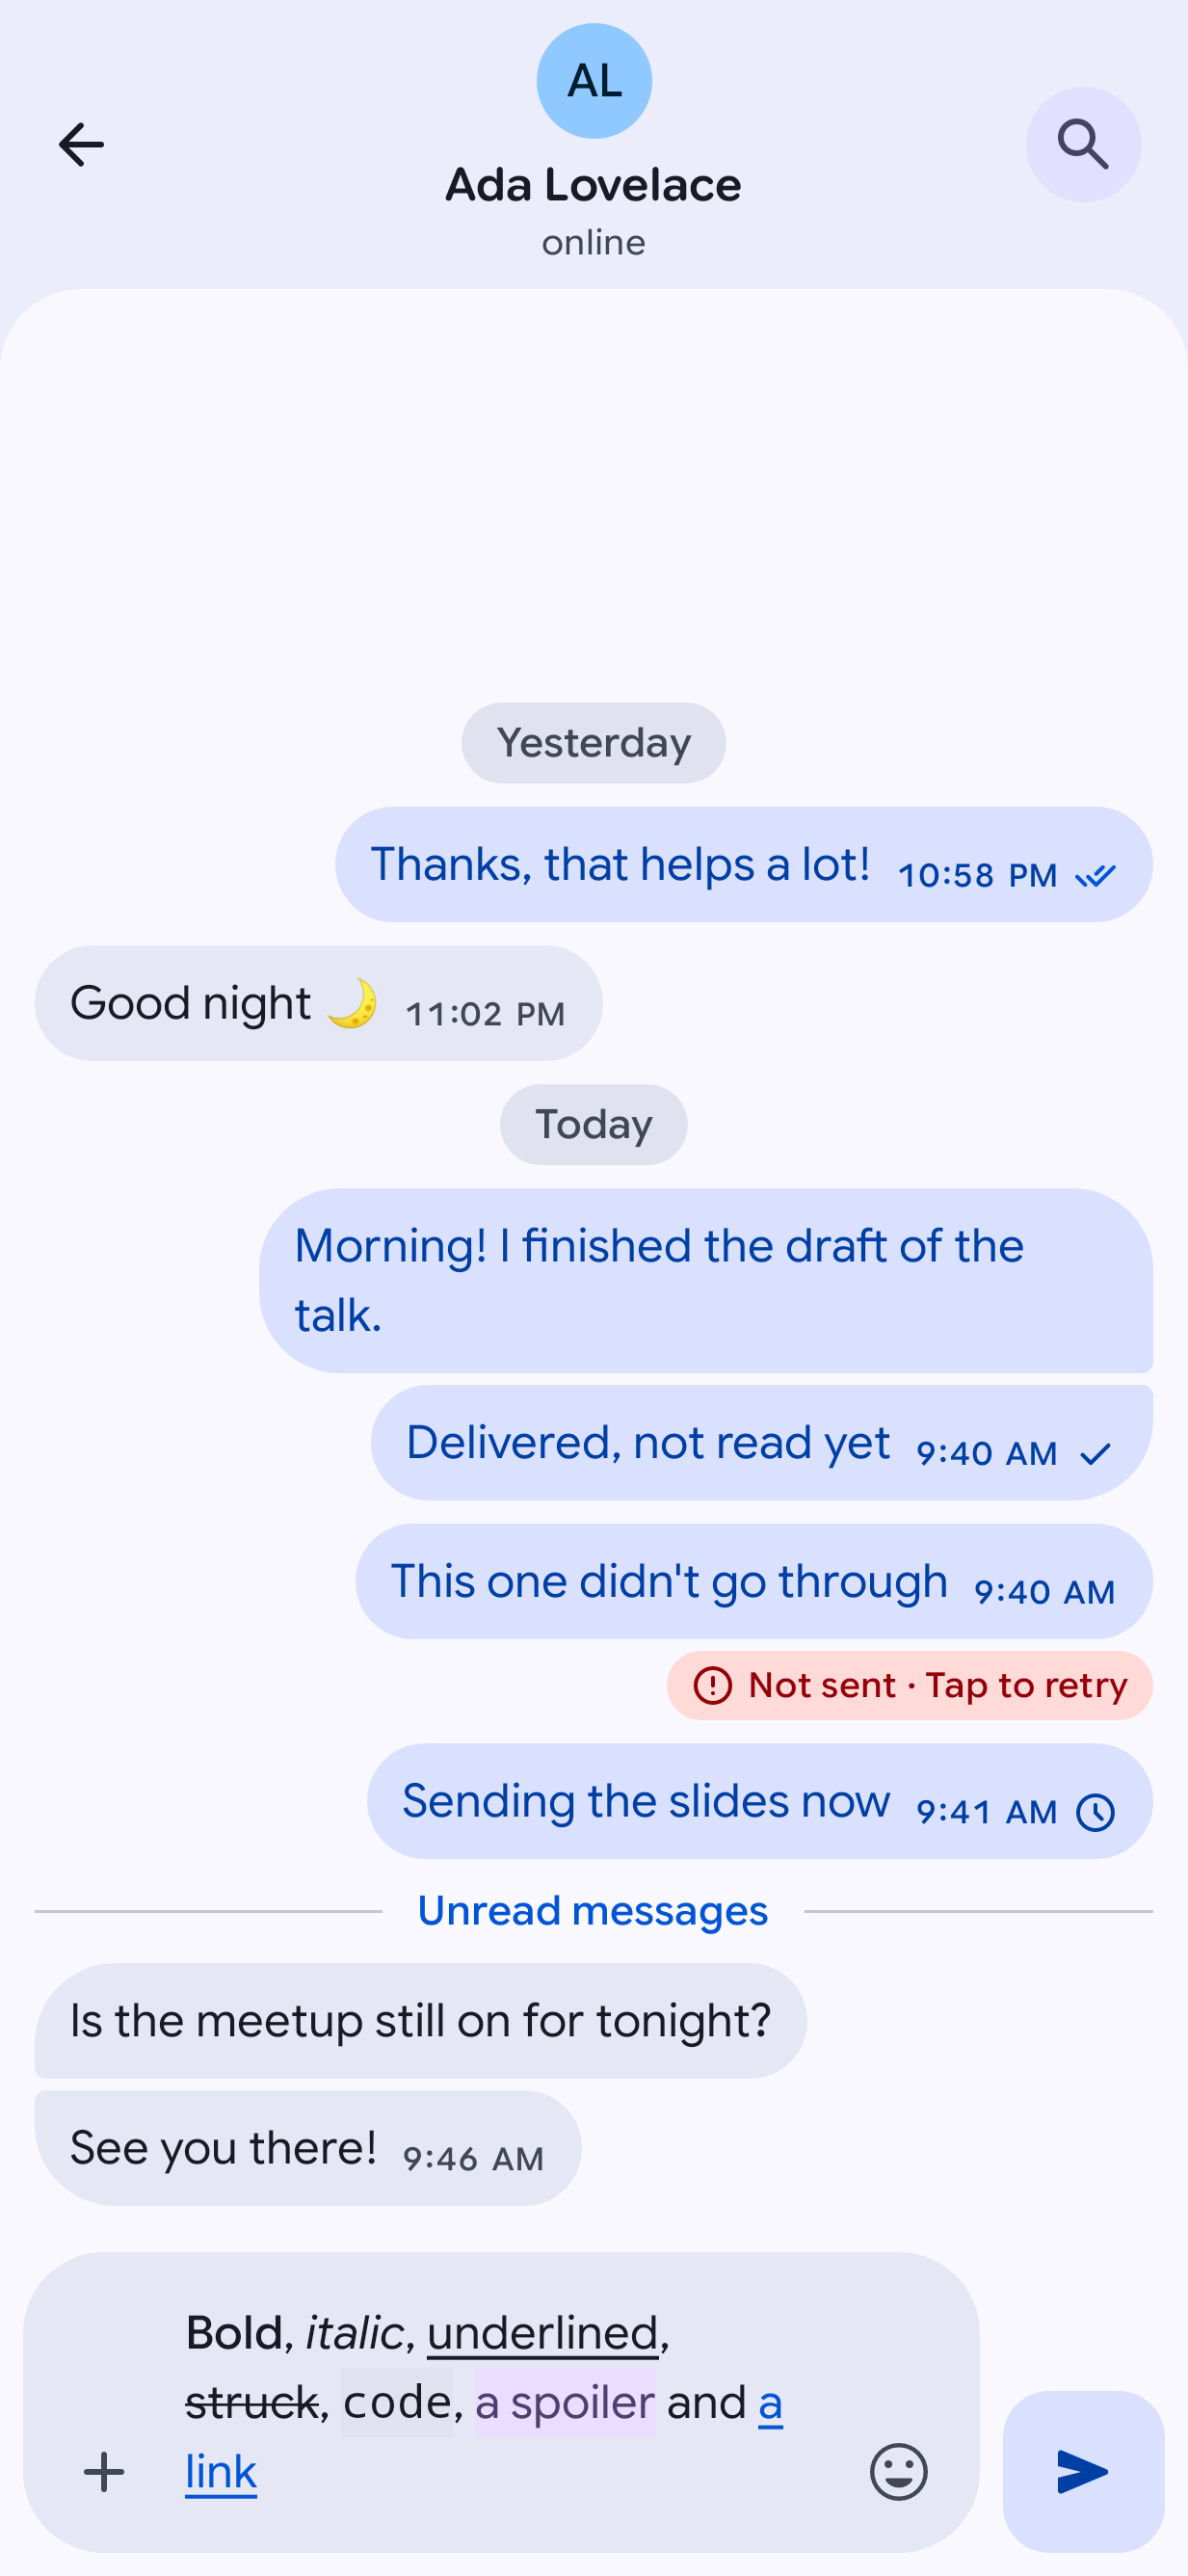 AL
Ada Lovelace
online
Yesterday
Thanks, that helps a lot! 10:58 PM
Good night 🌙 11:02 PM
Today
Morning! I finished the draft of the
talk.
Delivered, not read yet 9:40 AM
This one didn't go through 9:40 AM
Not sent · Tap to retry
Sending the slides now 9:41 AM
Unread messages
Is the meetup still on for tonight?
See you there! 9:46 AM
Bold, italic, underlined,
struck, code, a spoiler and a
link